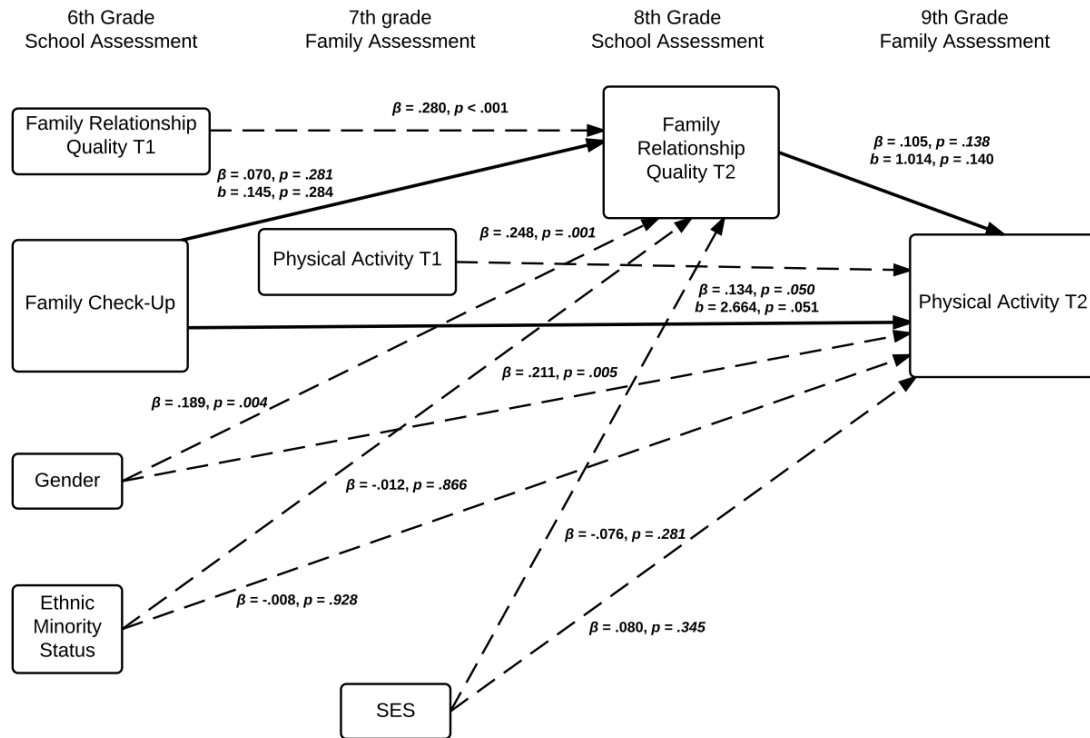 6th Grade
School Assessment
7th grade
Family Assessment
8th Grade
School Assessment
9th Grade
Family Assessment
Family Relationship
Quality T1
β = .280, p < .001
Family
Relationship
Quality T2
β = .105, p = .138
b = 1.014, p = .140
β = .070, p = .281
b = .145, p = .284
Physical Activity T1
β = .248, p = .001
Family Check-Up
β = .134, p = .050
b = 2.664, p = .051
Physical Activity T2
β = .189, p = .004
β = .211, p = .005
Gender
β = -.012, p = .866
β = -.076, p = .281
Ethnic
Minority
Status
β = -.008, p = .928
β = .080, p = .345
SES